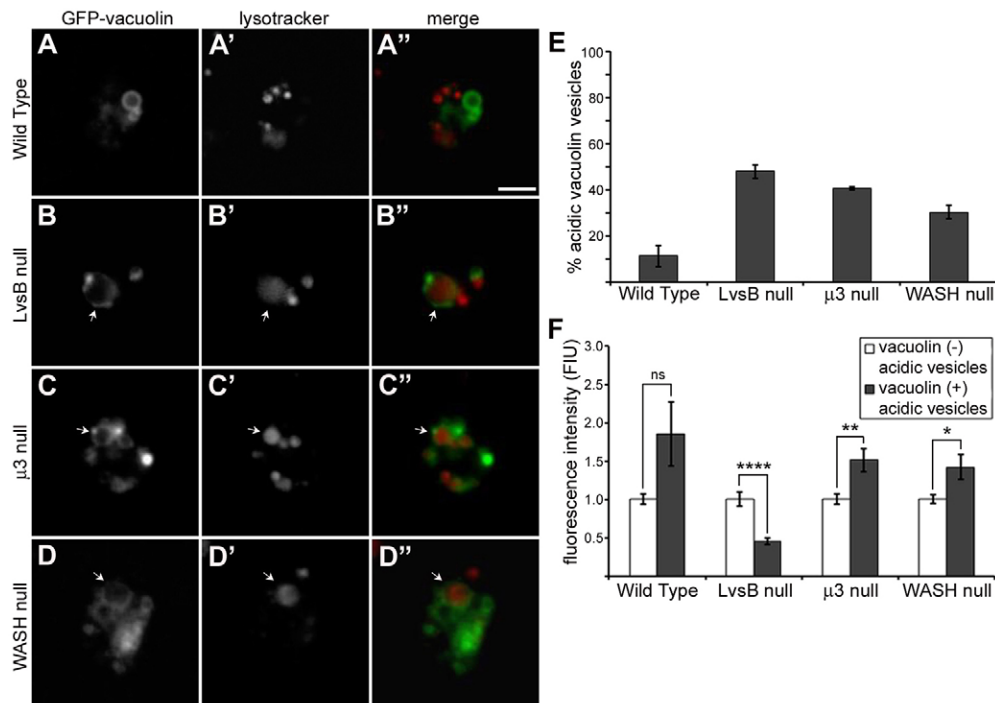 GFP-vacuolin lysotracker merge
A A' A"
Wild Type
B B' B"
LvsB null
C C' C"
μ3 null
D D' D"
WASH null
E
% acidic vacuolin vesicles
100
80
60
40
20
Wild Type LvsB null μ3 null WASH null
F
fluorescence intensity (FIU)
3.0
2.5
2.0
1.5
1.0
0.5
vacuolin (-)
acidic vesicles
vacuolin (+)
acidic vesicles
ns
****
**
*
Wild Type LvsB null μ3 null WASH null